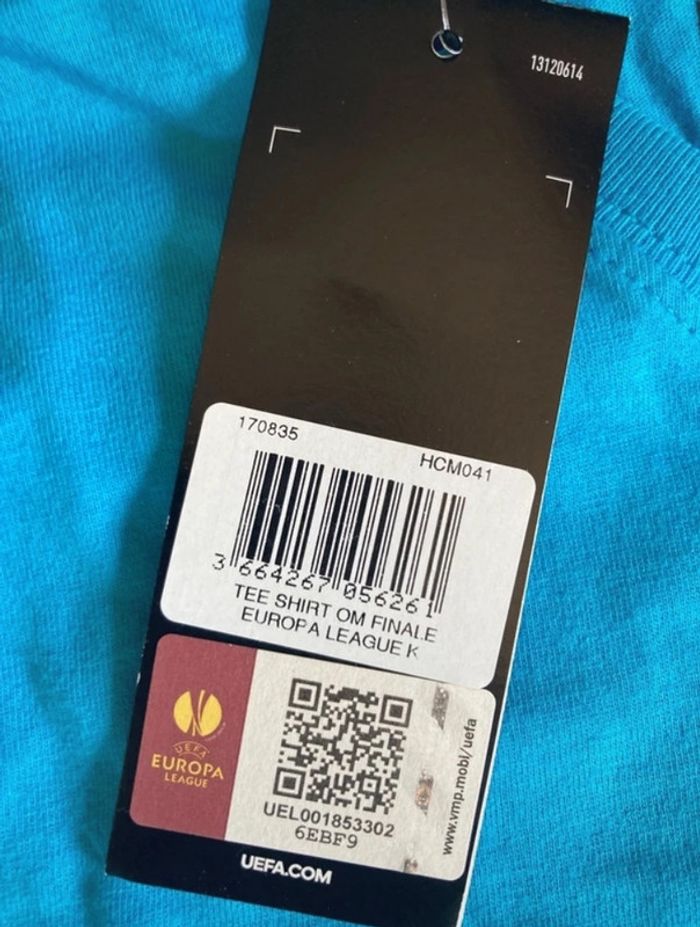 13120614
170835
HCM041
3 664267 056261
TEE SHIRT OM FINALE
EUROPA LEAGUE K
UEFA
EUROPA
LEAGUE
UEL001853302
6EBF9
www.vmp.mobi/uefa
UEFA.COM